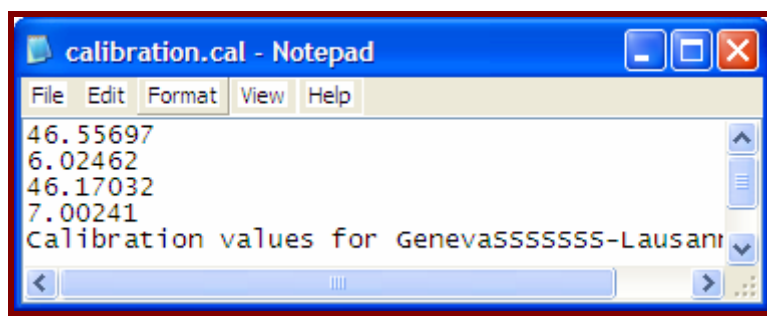 calibration.cal - Notepad
File Edit Format View Help
46.55697
6.02462
46.17032
7.00241
Calibration values for GenevaSSSSSSS-Lausann